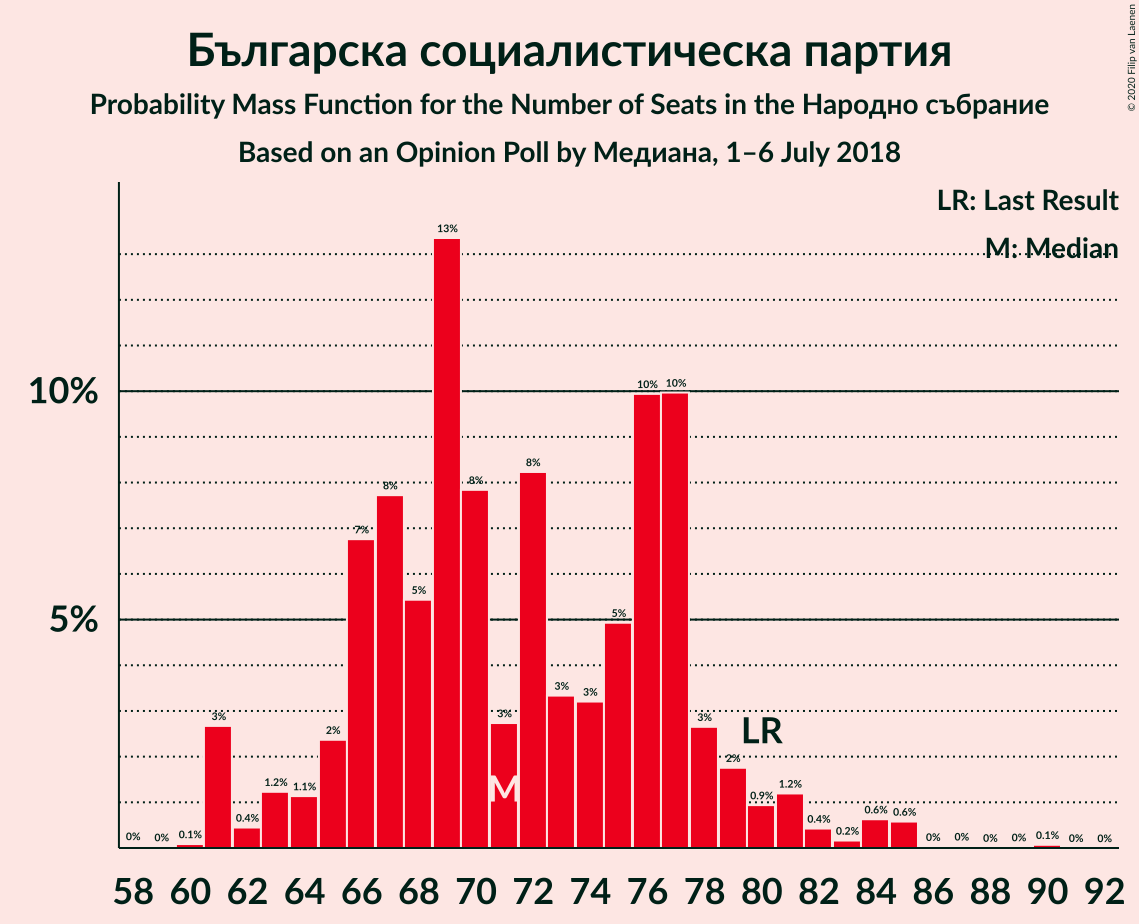 Българска социалистическа партия
Probability Mass Function for the Number of Seats in the Народно събрание
Based on an Opinion Poll by Медиана, 1–6 July 2018
© 2020 Filip van Laenen
LR: Last Result
M: Median
10%
5%
0% 0% 0.1% 3% 0.4% 1.2% 1.1% 2% 7% 8% 5% 13% 8% 3% 8% 3% 3% 5% 10% 10% 3% 2% 0.9% 1.2% 0.4% 0.2% 0.6% 0.6% 0% 0% 0% 0% 0.1% 0% 0%
LR
M
58 60 62 64 66 68 70 72 74 76 78 80 82 84 86 88 90 92